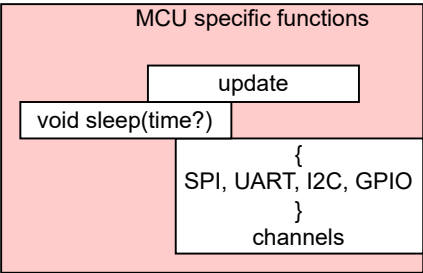 MCU specific functions
update
void sleep(time?)
{
SPI, UART, I2C, GPIO
}
channels